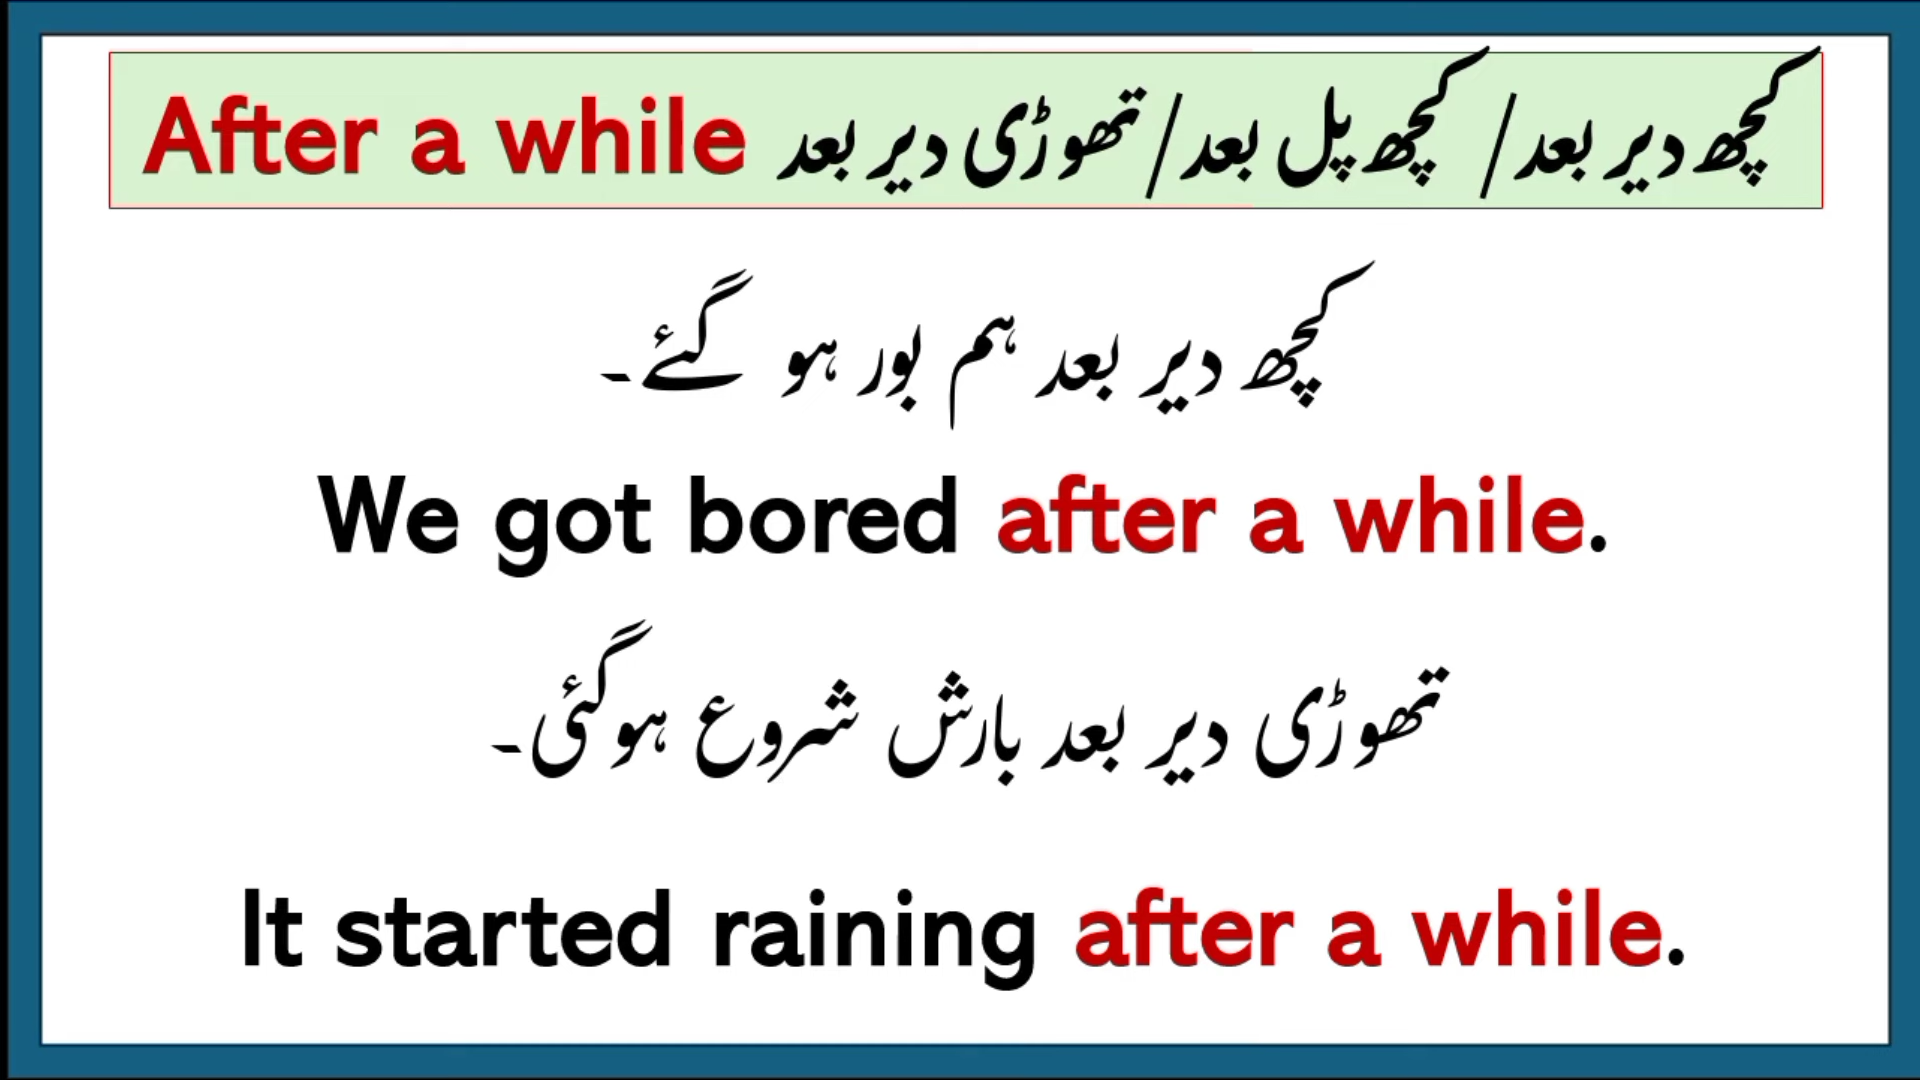 After a while کچھ دیر بعد/ کچھ پل بعد/تھوڑی دیر بعد
کچھ دیر بعد ہم بور ہو گئے۔
We got bored after a while.
تھوڑی دیر بعد بارش شروع ہوگئی۔
It started raining after a while.